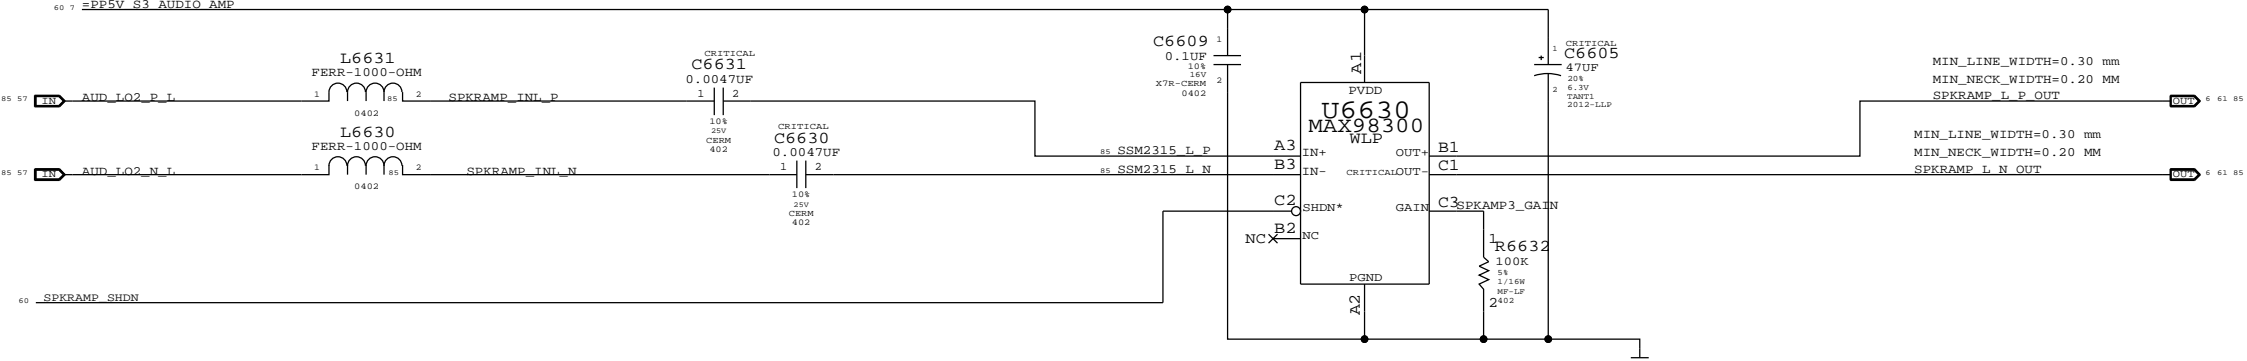 60 7 =PP5V_S3_AUDIO_AMP
L6631
FERR-1000-OHM
85 57 IN AUD_LO2_P_L 1 85 2 SPKRAMP_INL_P
0402
CRITICAL
C6631
0.0047UF
1 2
10%
25V
CERM
402
L6630
FERR-1000-OHM
85 57 IN AUD_LO2_N_L 1 85 2 SPKRAMP_INL_N
0402
CRITICAL
C6630
0.0047UF
1 2
10%
25V
CERM
402
C6609 1
0.1UF
10%
16V
X7R-CERM 2
0402
A1
PVDD
U6630
MAX98300
WLP
85 SSM2315_L_P A3 IN+ OUT+ B1
85 SSM2315_L_N B3 IN- CRITICAL OUT- C1
C2 SHDN* GAIN C3 SPKAMP3_GAIN
NC B2 NC
PGND
A2
1 R6632
100K
5%
1/16W
MF-LF
2 402
CRITICAL
+ 1 C6605
47UF
20%
6.3V
2 TANT1
2012-LLP
MIN_LINE_WIDTH=0.30 mm
MIN_NECK_WIDTH=0.20 MM
SPKRAMP_L_P_OUT OUT 6 61 85
MIN_LINE_WIDTH=0.30 mm
MIN_NECK_WIDTH=0.20 MM
SPKRAMP_L_N_OUT OUT 6 61 85
60 SPKRAMP_SHDN